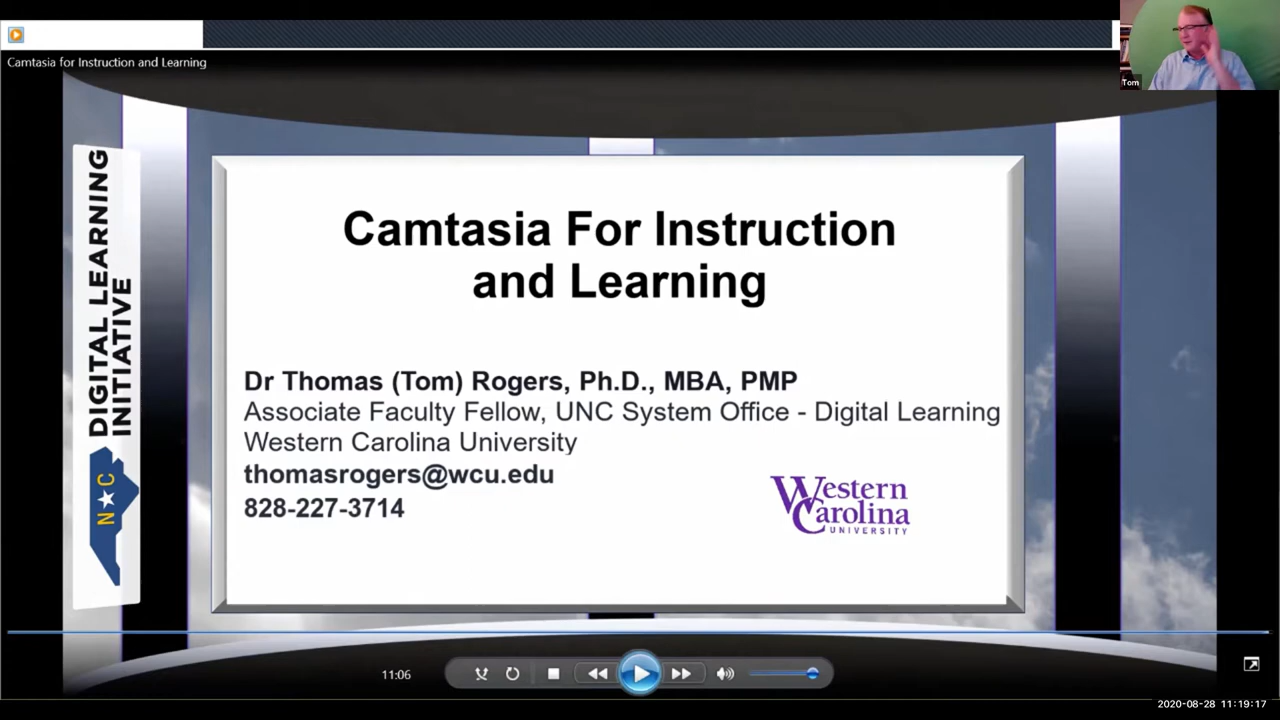 Camtasia for Instruction and Learning
Tom
DIGITAL LEARNING
INITIATIVE
N C
Camtasia For Instruction
and Learning
Dr Thomas (Tom) Rogers, Ph.D., MBA, PMP
Associate Faculty Fellow, UNC System Office - Digital Learning
Western Carolina University
thomasrogers@wcu.edu
828-227-3714
Western
Carolina
UNIVERSITY
11:06
2020-08-28 11:19:17